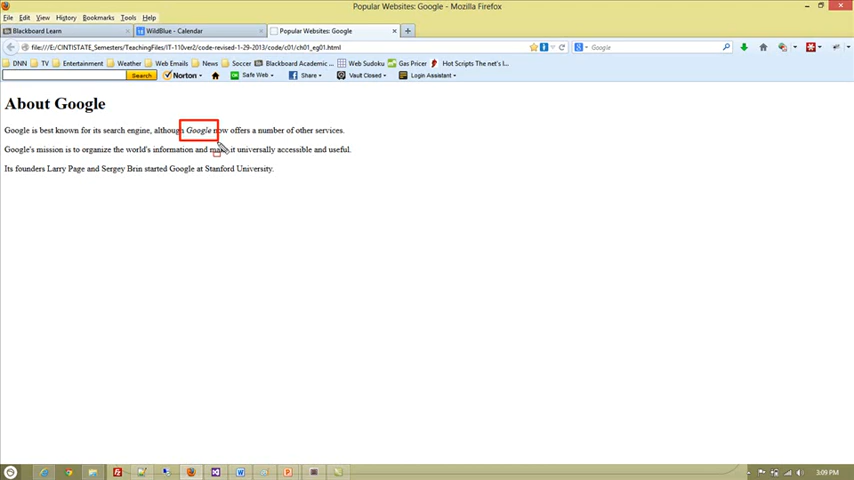 Popular Websites: Google - Mozilla Firefox
File Edit View History Bookmarks Tools Help
Blackboard Learn × WildBlue - Calendar × Popular Websites: Google × +
file:///E:/CINTISTATE_Semesters/TeachingFiles/IT-110ver2/code-revised-1-29-2013/code/c01/ch01_eg01.html Google
DNN TV Entertainment Weather Web Emails News Soccer Blackboard Academic ... Web Sudoku Gas Pricer Hot Scripts The net's l...
Search Norton Safe Web Share Vault Closed Login Assistant
About Google
Google is best known for its search engine, although Google now offers a number of other services.
Google's mission is to organize the world's information and make it universally accessible and useful.
Its founders Larry Page and Sergey Brin started Google at Stanford University.
3:09 PM